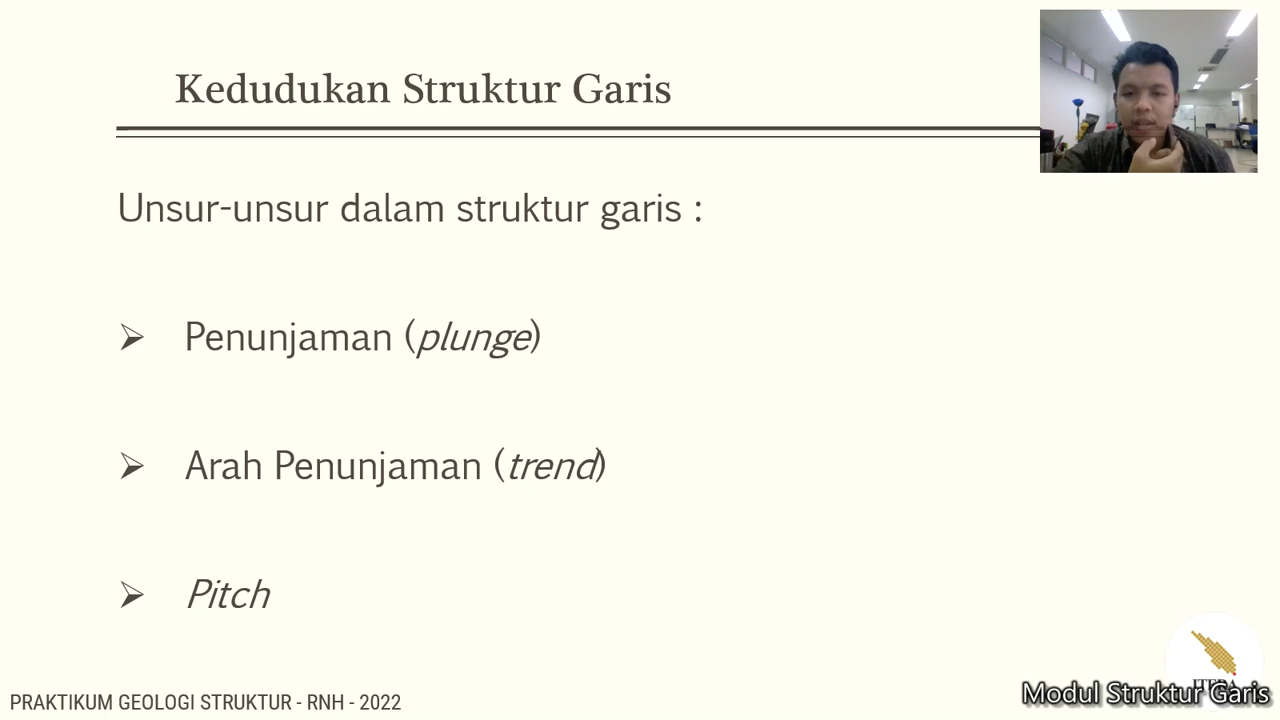 Kedudukan Struktur Garis
Unsur-unsur dalam struktur garis :
Penunjaman (plunge)
Arah Penunjaman (trend)
Pitch
PRAKTIKUM GEOLOGI STRUKTUR - RNH - 2022
Modul Struktur Garis